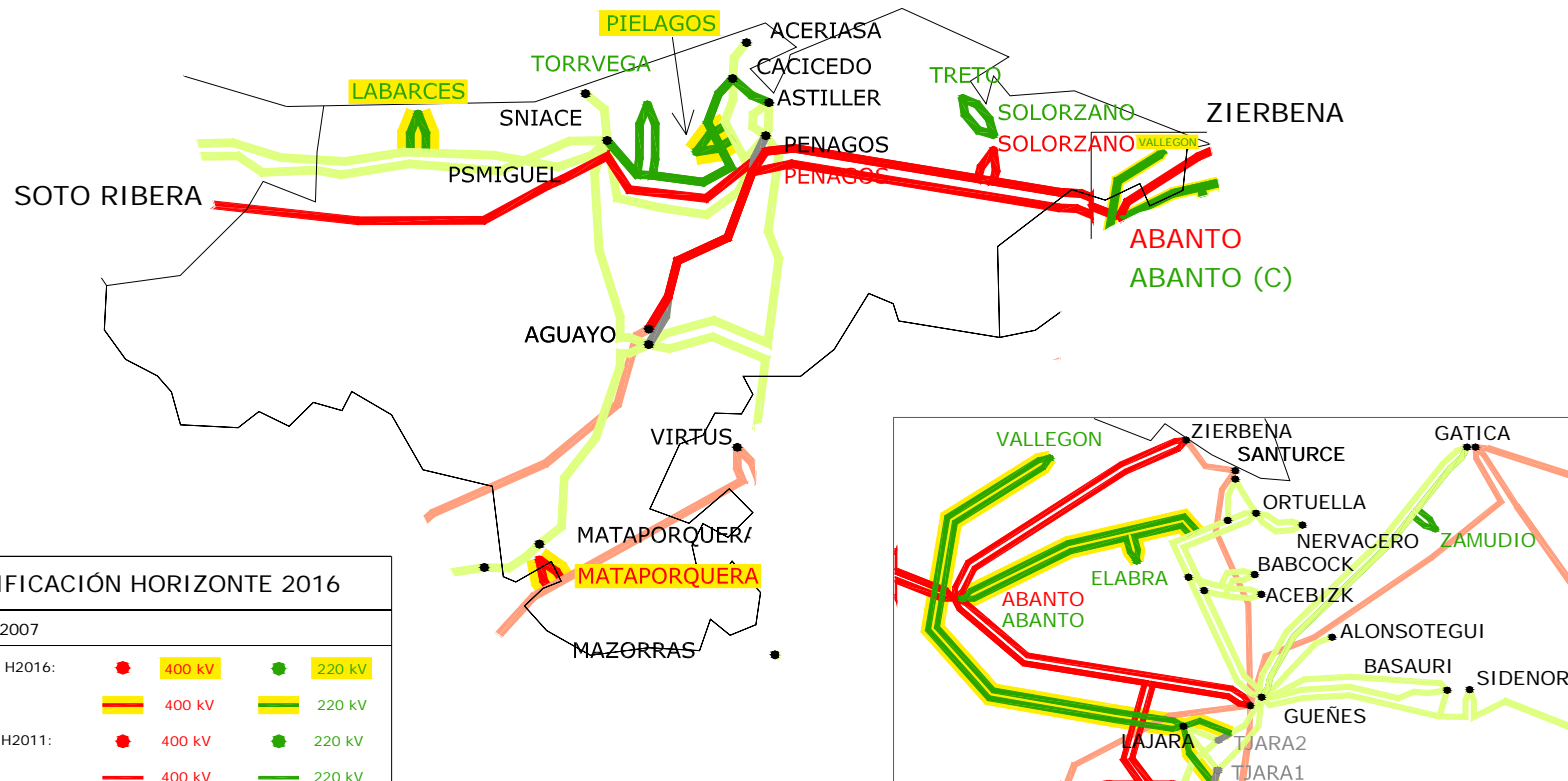 PIELAGOS
ACERIASA
TORRVEGA
CACICEDO
TRETO
LABARCES
ASTILLER
SOLORZANO
ZIERBENA
SNIACE
PENAGOS
SOLORZANO
VALLEGON
PSMIGUEL
PENAGOS
SOTO RIBERA
ABANTO
ABANTO (C)
AGUAYO
VIRTUS
MATAPORQUERA
MATAPORQUERA
MAZORRAS
VALLEGON
ZIERBENA
GATICA
SANTURCE
ORTUELLA
NERVACERO
ZAMUDIO
BABCOCK
ELABRA
ACEBIZK
ABANTO
ABANTO
ALONSOTEGUI
BASAURI
SIDENOR
GUEÑES
LAJARA
TJARA2
TJARA1
IFICACIÓN HORIZONTE 2016
2007
H2016:
400 kV
220 kV
400 kV
220 kV
H2011:
400 kV
220 kV
400 kV
220 kV